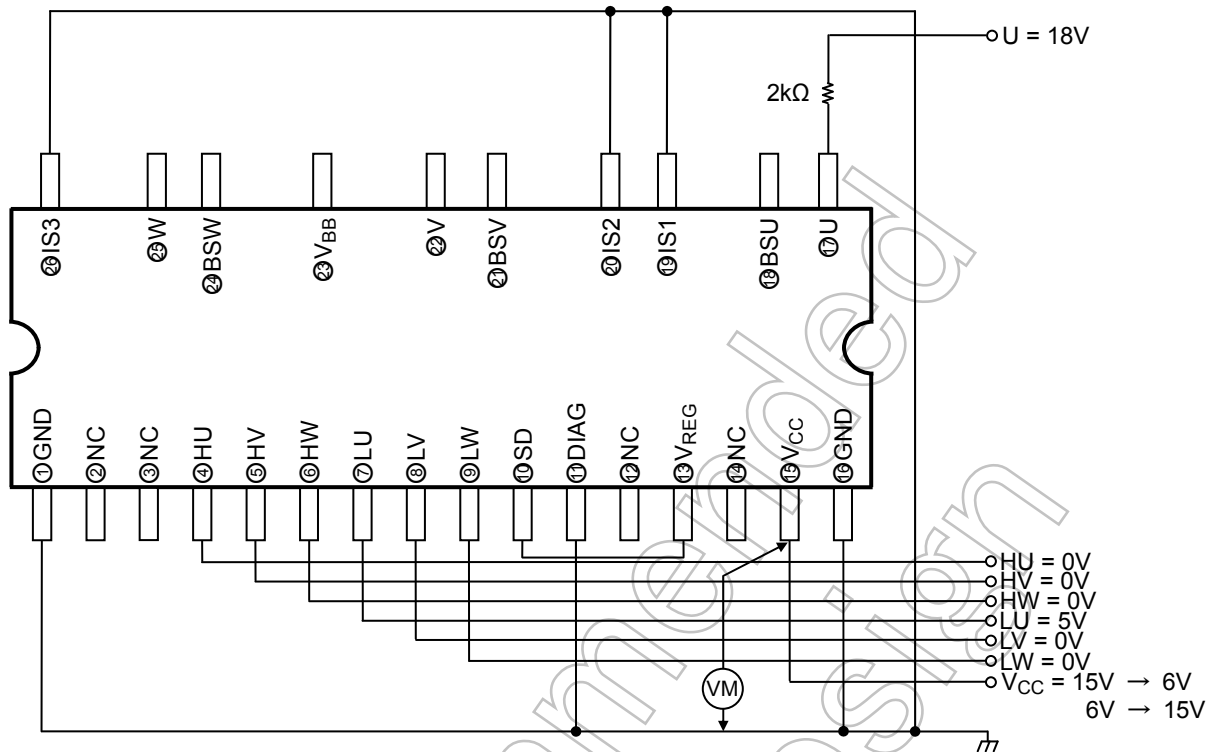 U = 18V
2kΩ
㉖IS3
㉕W
㉔BSW
㉓VBB
㉒V
㉑BSV
⑳IS2
⑲IS1
⑱BSU
⑰U
①GND
②NC
③NC
④HU
⑤HV
⑥HW
⑦LU
⑧LV
⑨LW
⑩SD
⑪DIAG
⑫NC
⑬VREG
⑭NC
⑮VCC
⑯GND
HU = 0V
HV = 0V
HW = 0V
LU = 5V
LV = 0V
LW = 0V
VM
VCC = 15V → 6V
6V → 15V